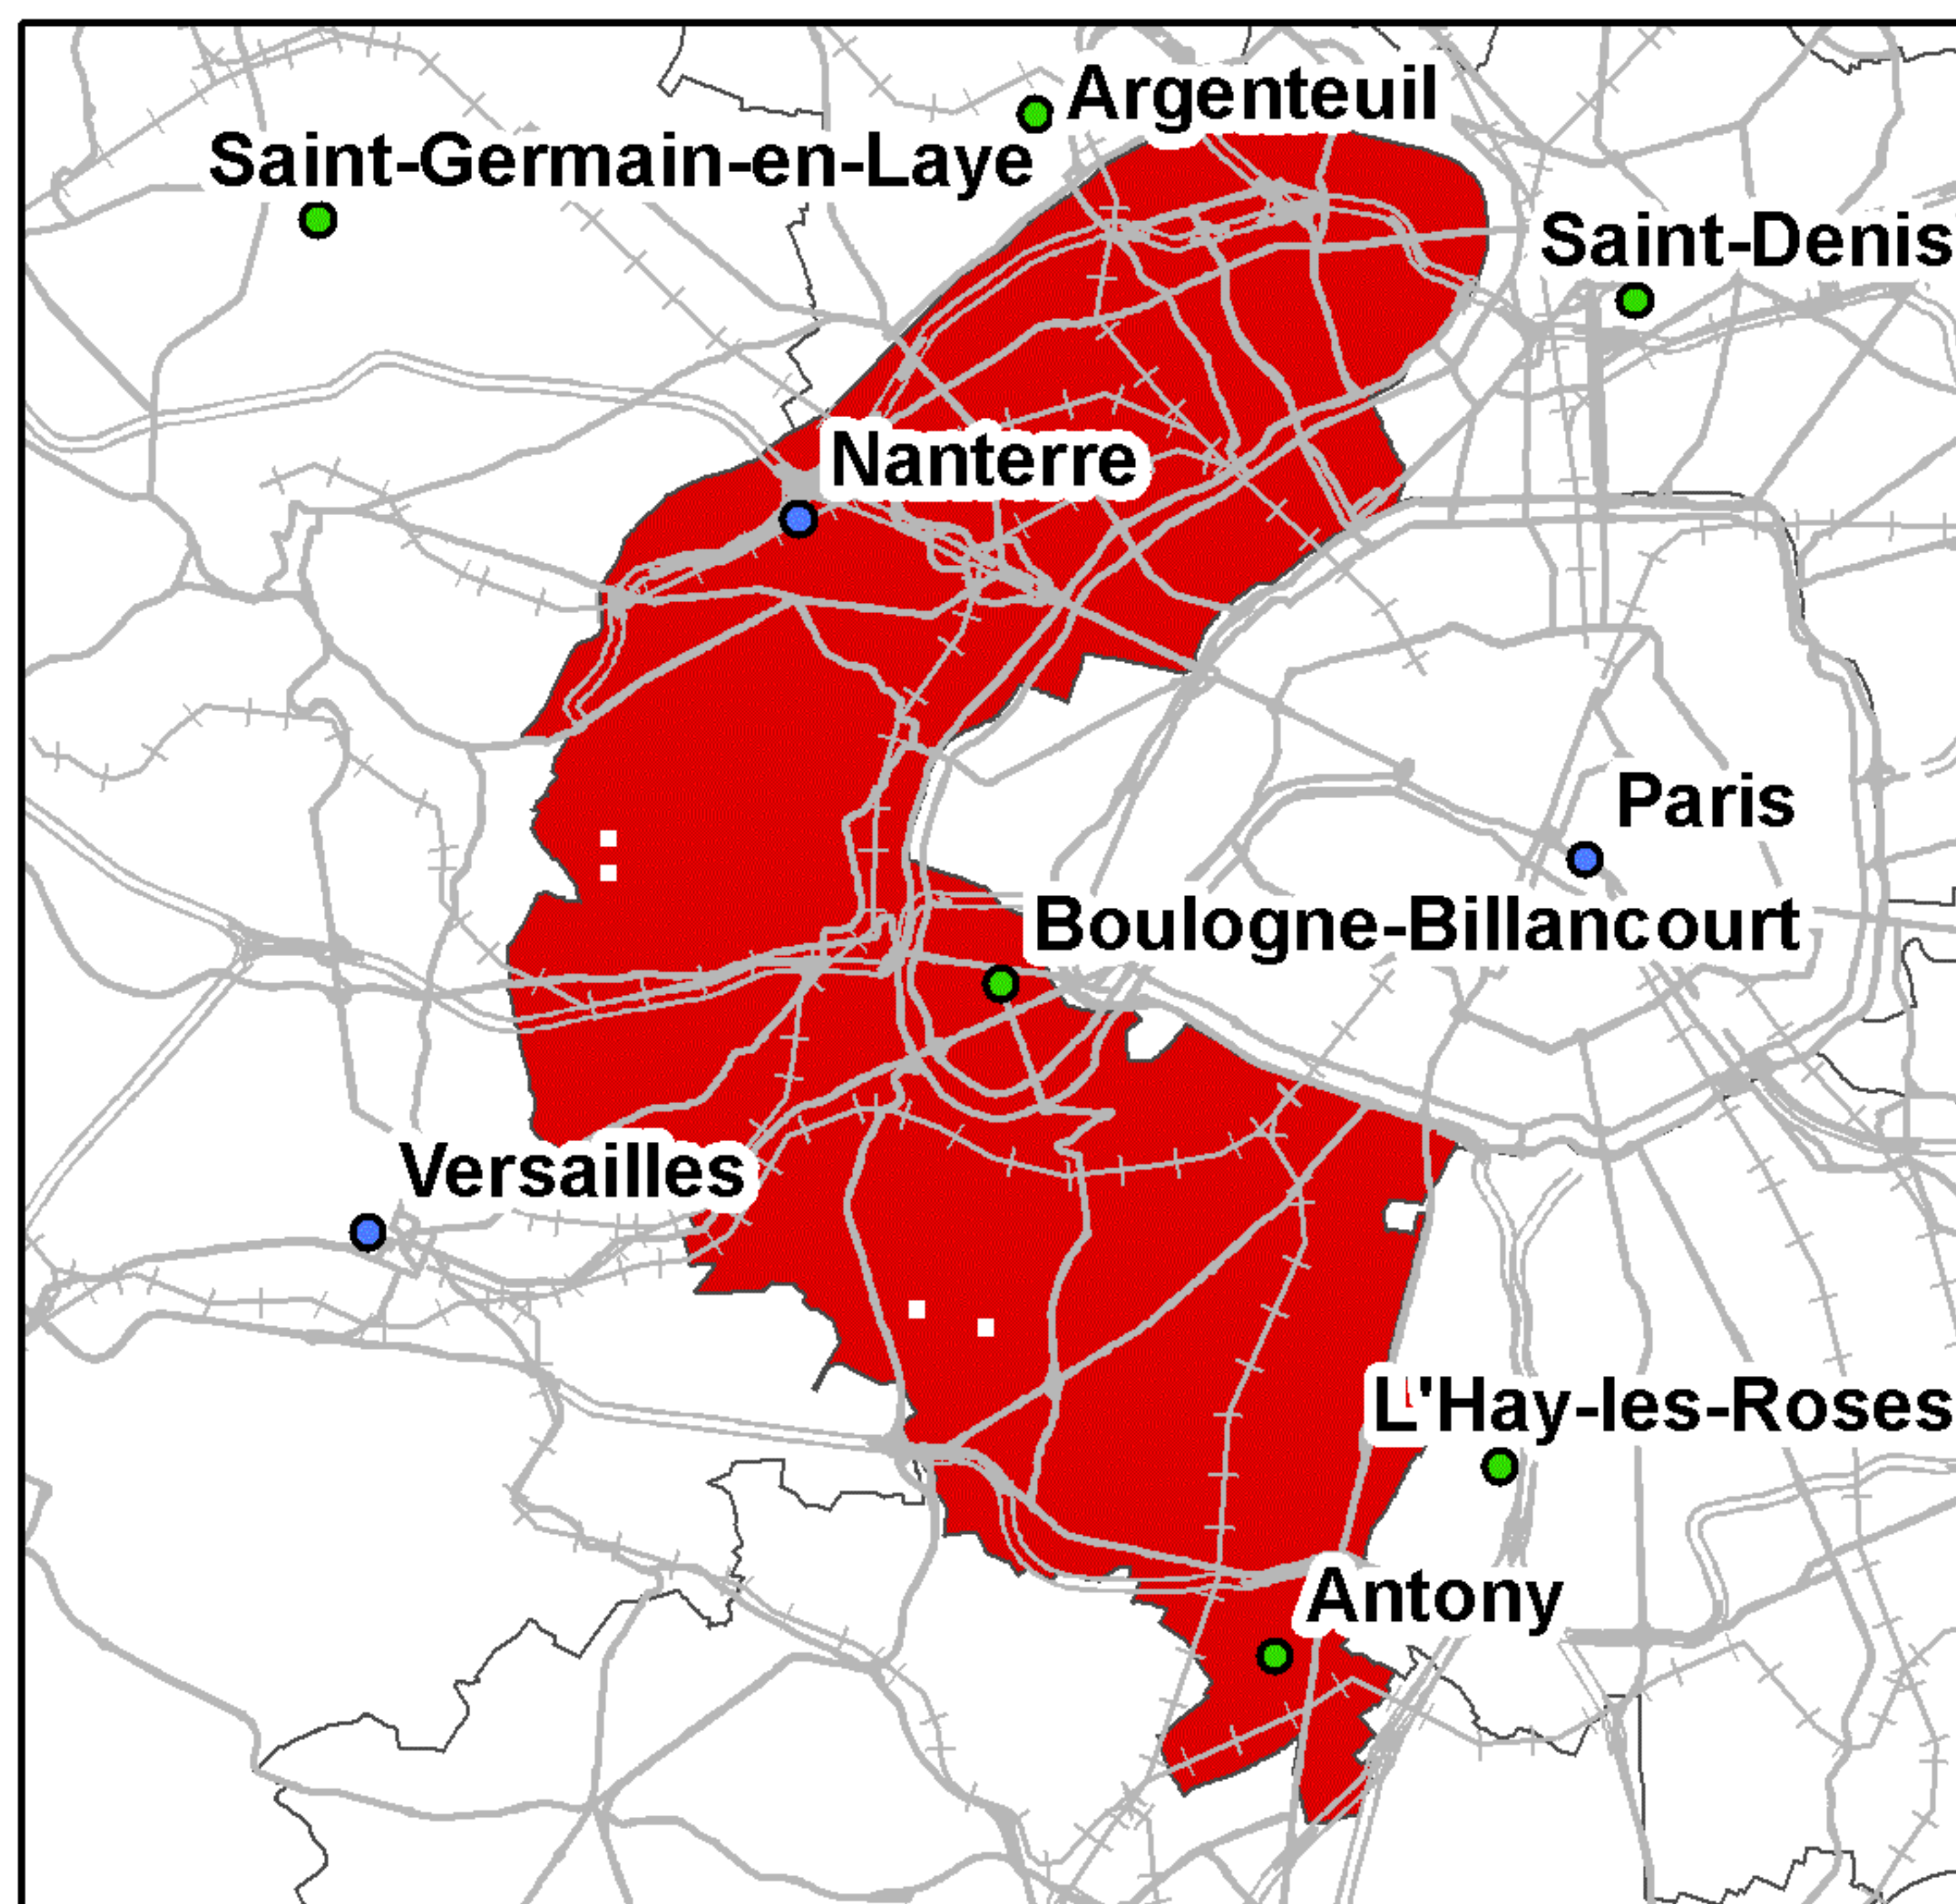 Argenteuil
Saint-Germain-en-Laye
Saint-Denis
Nanterre
Paris
Boulogne-Billancourt
Versailles
L'Hay-les-Roses
Antony